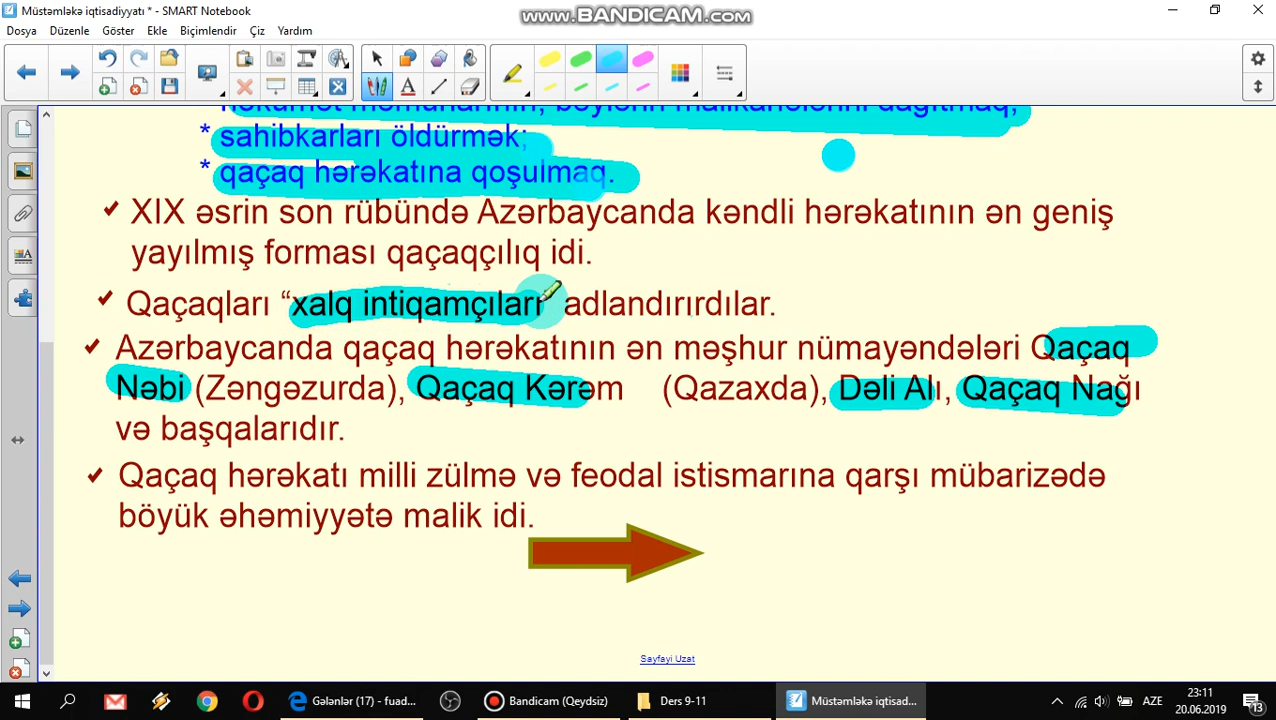 Müstəmləkə iqtisadiyyatı * - SMART Notebook
www.BANDICAM.com
Dosya Düzenle Göster Ekle Biçimlendir Çiz Yardım
* sahibkarları öldürmək;
* qaçaq hərəkatına qoşulmaq.
XIX əsrin son rübündə Azərbaycanda kəndli hərəkatının ən geniş
yayılmış forması qaçaqçılıq idi.
Qaçaqları “xalq intiqamçıları” adlandırırdılar.
Azərbaycanda qaçaq hərəkatının ən məşhur nümayəndələri Qaçaq
Nəbi (Zəngəzurda), Qaçaq Kərəm (Qazaxda), Dəli Alı, Qaçaq Nağı
və başqalarıdır.
Qaçaq hərəkatı milli zülmə və feodal istismarına qarşı mübarizədə
böyük əhəmiyyətə malik idi.
Sayfayi Uzat
Gələnlər (17) - fuad...
Bandicam (Qeydsiz)
Ders 9-11
Müstəmləkə iqtisad...
AZE
23:11
20.06.2019
13